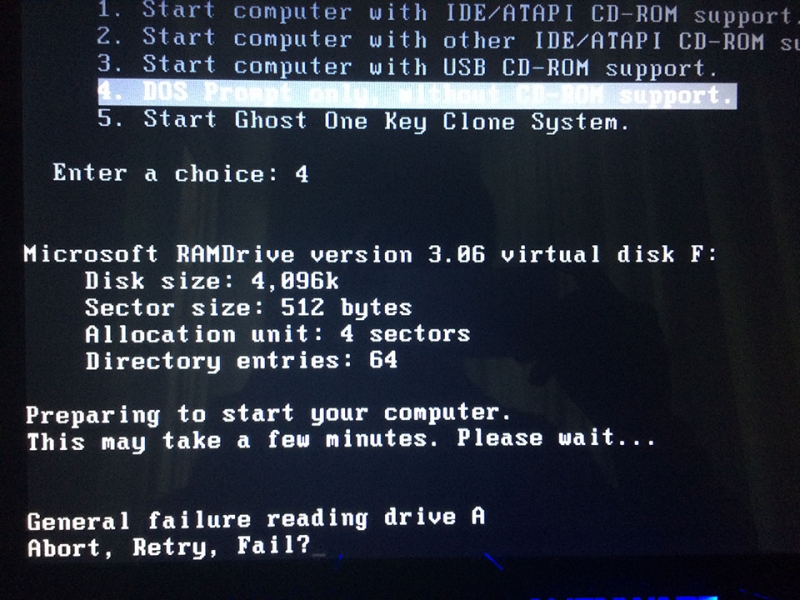 1. Start computer with IDE/ATAPI CD-ROM support.
2. Start computer with other IDE/ATAPI CD-ROM su
3. Start computer with USB CD-ROM support.
4. DOS Prompt only, without CD-ROM support.
5. Start Ghost One Key Clone System.
Enter a choice: 4
Microsoft RAMDrive version 3.06 virtual disk F:
Disk size: 4,096k
Sector size: 512 bytes
Allocation unit: 4 sectors
Directory entries: 64
Preparing to start your computer.
This may take a few minutes. Please wait...
General failure reading drive A
Abort, Retry, Fail?_